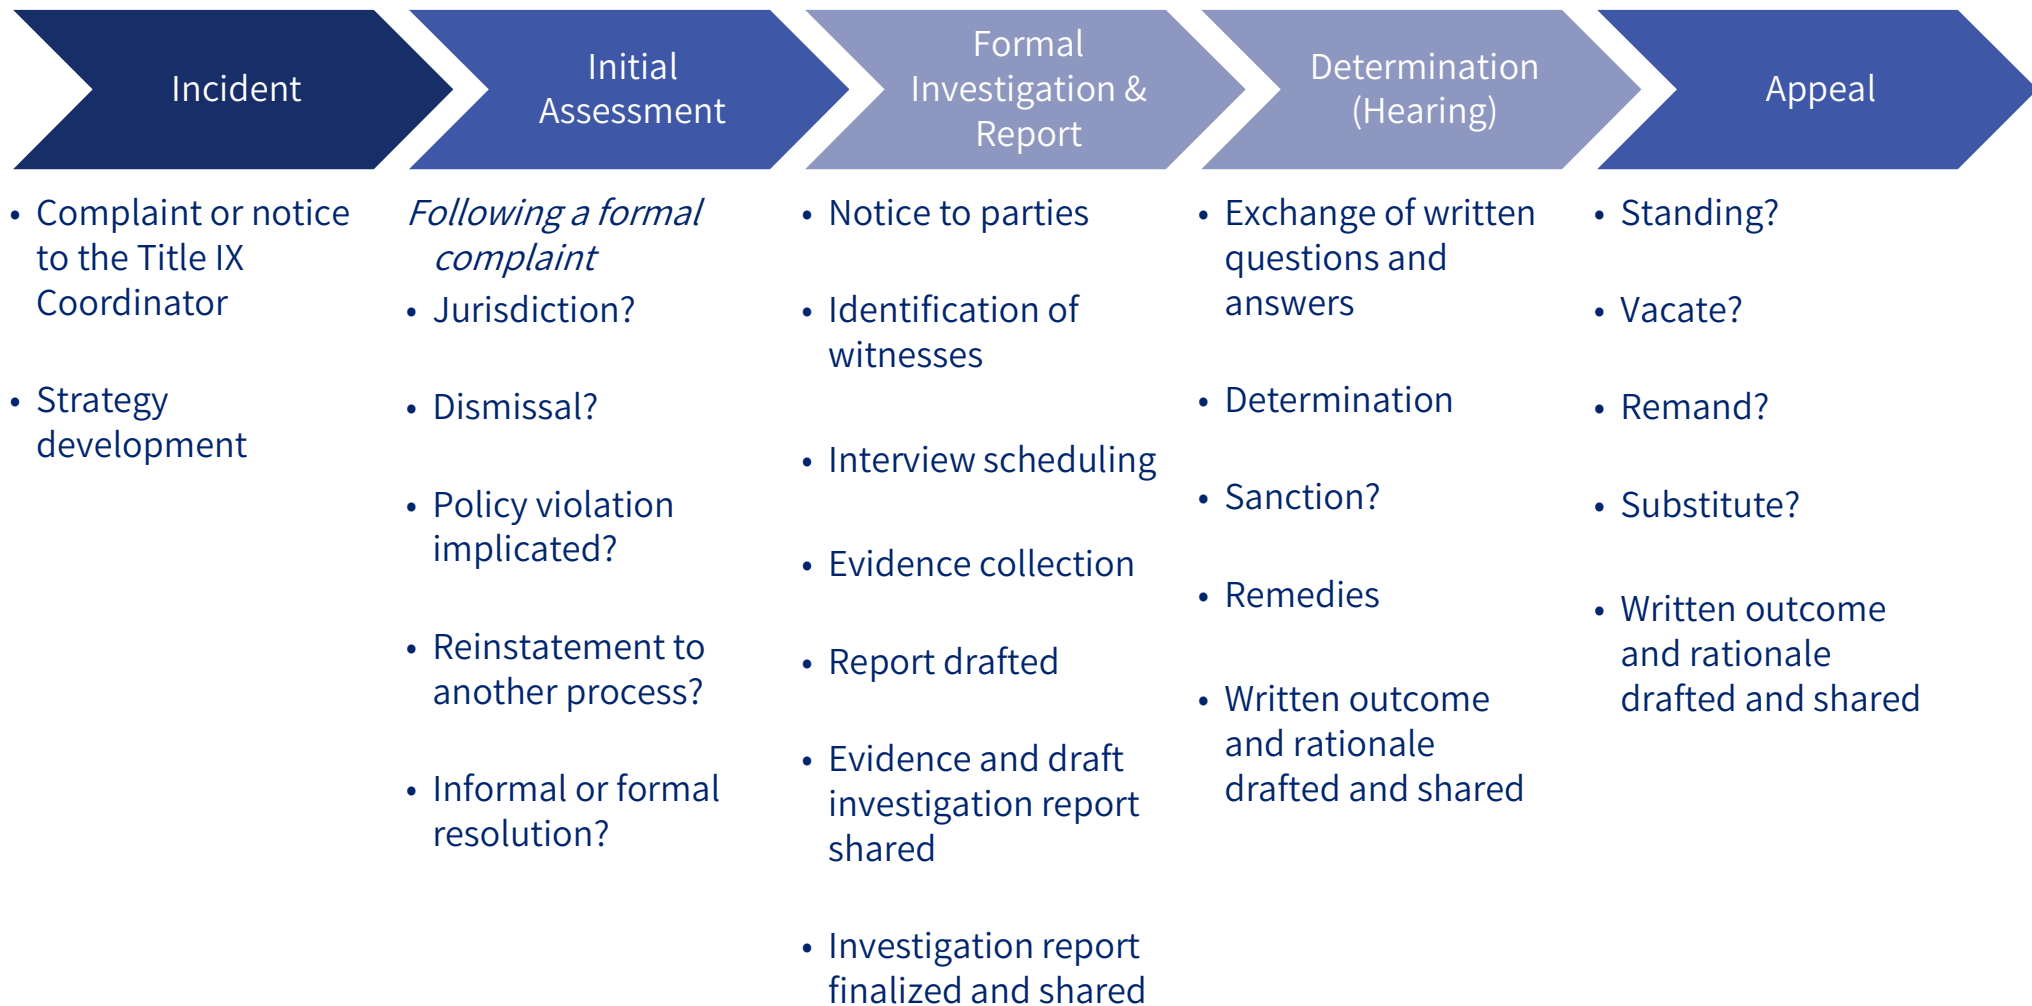 Incident
Initial
Assessment
Formal
Investigation &
Report
Determination
(Hearing)
Appeal
• Complaint or notice
to the Title IX
Coordinator
• Strategy
development
Following a formal
complaint
• Jurisdiction?
• Dismissal?
• Policy violation
implicated?
• Reinstatement to
another process?
• Informal or formal
resolution?
• Notice to parties
• Identification of
witnesses
• Interview scheduling
• Evidence collection
• Report drafted
• Evidence and draft
investigation report
shared
• Investigation report
finalized and shared
• Exchange of written
questions and
answers
• Determination
• Sanction?
• Remedies
• Written outcome
and rationale
drafted and shared
• Standing?
• Vacate?
• Remand?
• Substitute?
• Written outcome
and rationale
drafted and shared